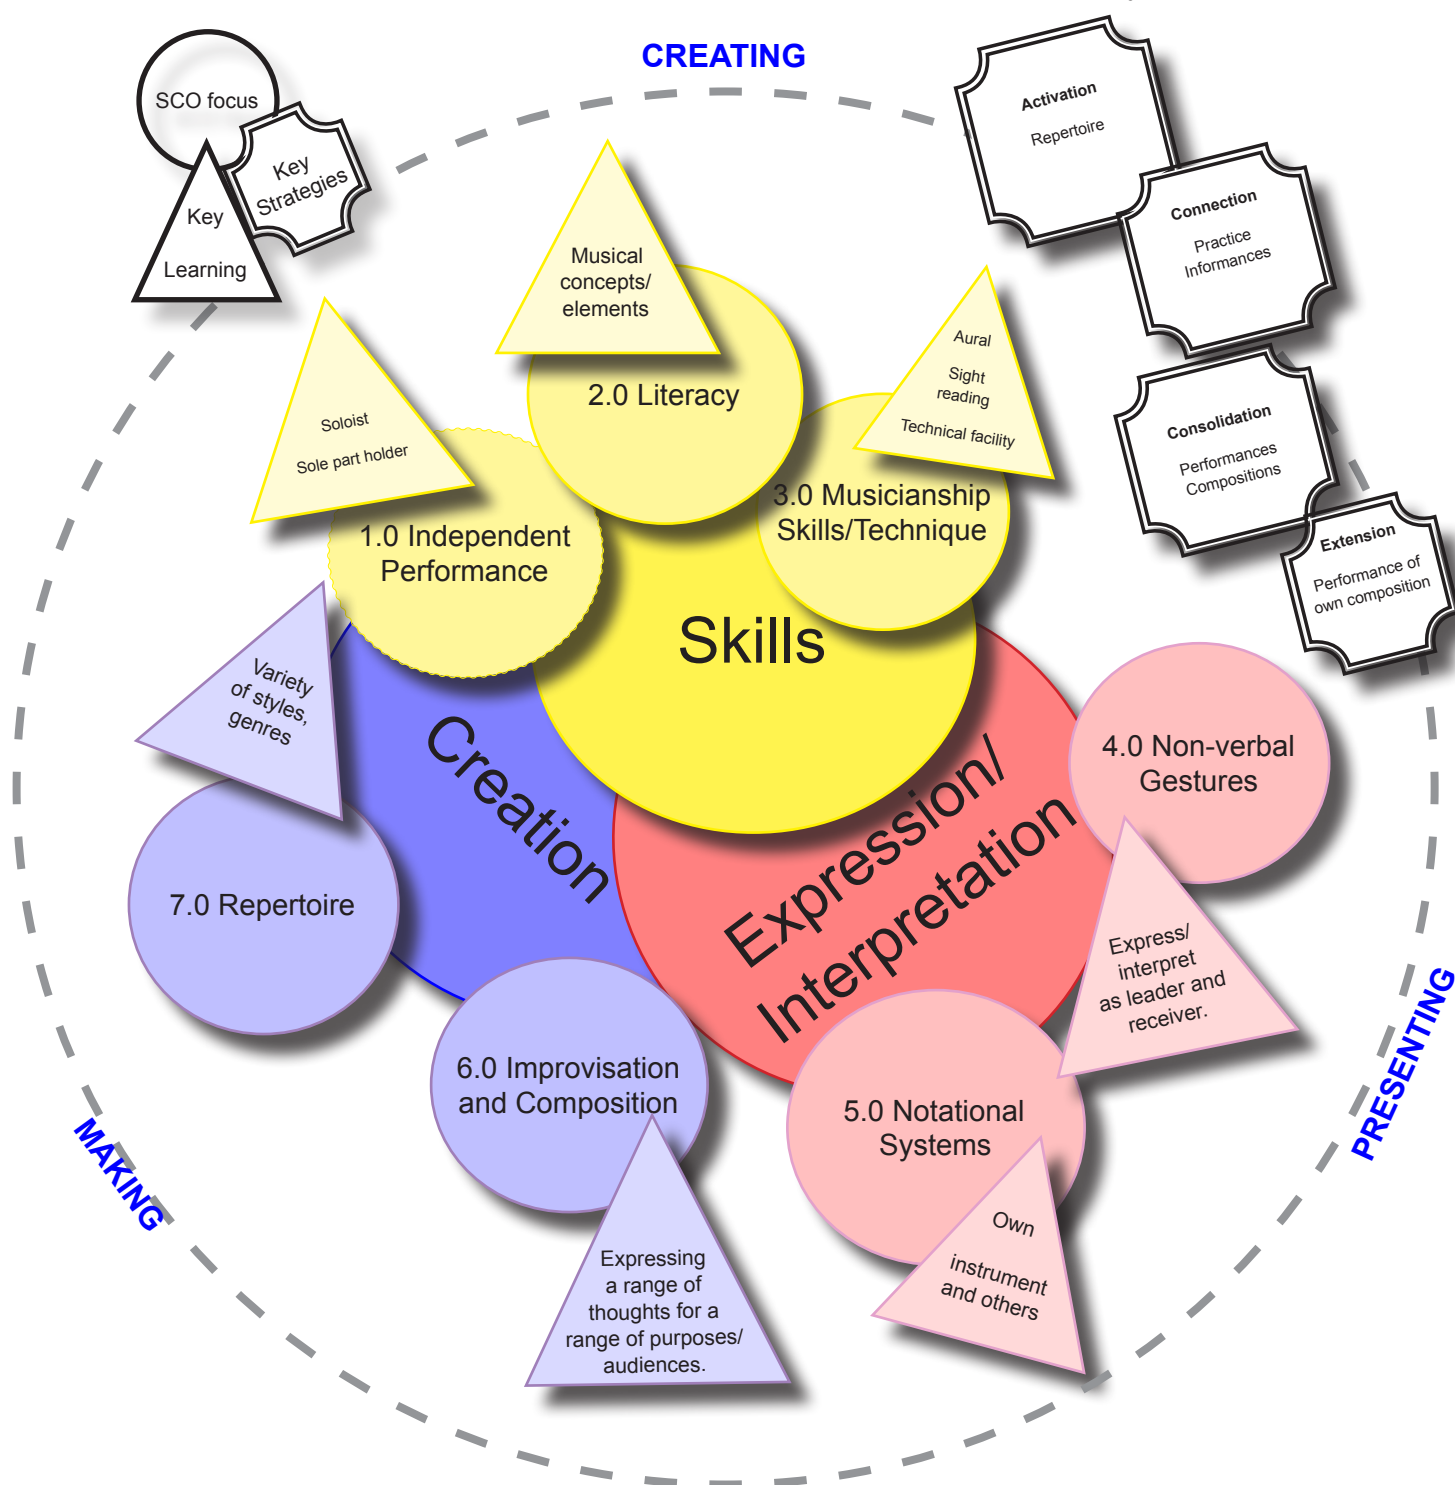 CREATING
SCO focus
Key
Strategies
Key
Learning
Activation
Repertoire
Connection
Practice
Informances
Consolidation
Performances
Compositions
Extension
Performance of
own composition
Musical
concepts/
elements
2.0 Literacy
Aural
Sight
reading
Technical facility
3.0 Musicianship
Skills/Technique
Soloist
Sole part holder
1.0 Independent
Performance
Skills
Variety
of styles,
genres
7.0 Repertoire
Creation
Expression/
Interpretation
4.0 Non-verbal
Gestures
Express/
interpret
as leader and
receiver.
6.0 Improvisation
and Composition
Expressing
a range of
thoughts for a
range of purposes/
audiences.
5.0 Notational
Systems
Own
instrument
and others
MAKING
PRESENTING